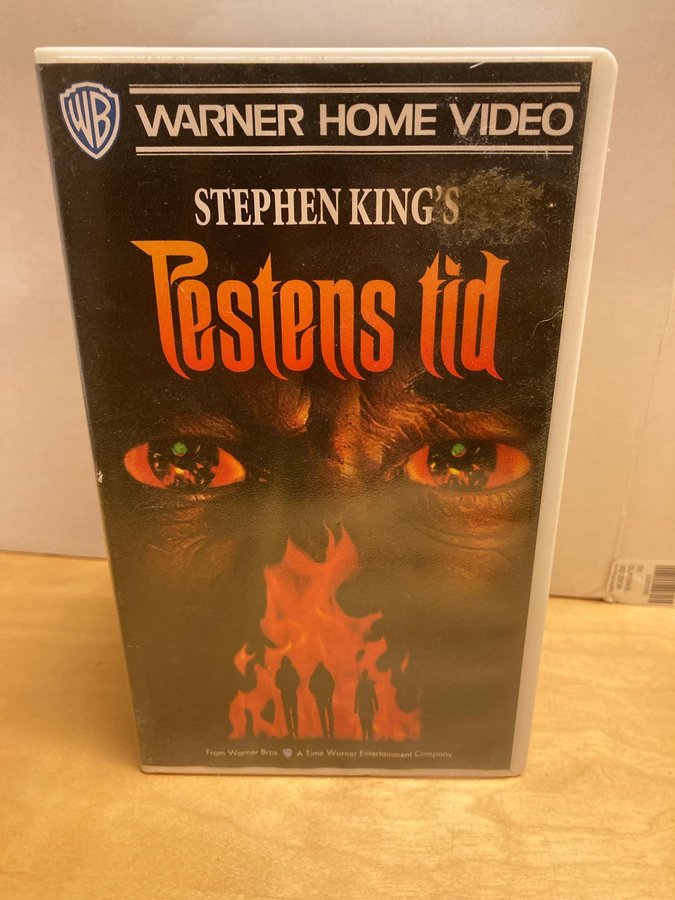 WB WARNER HOME VIDEO
STEPHEN KING'S
Pestens tid
From Warner Bros. A Time Warner Entertainment Company